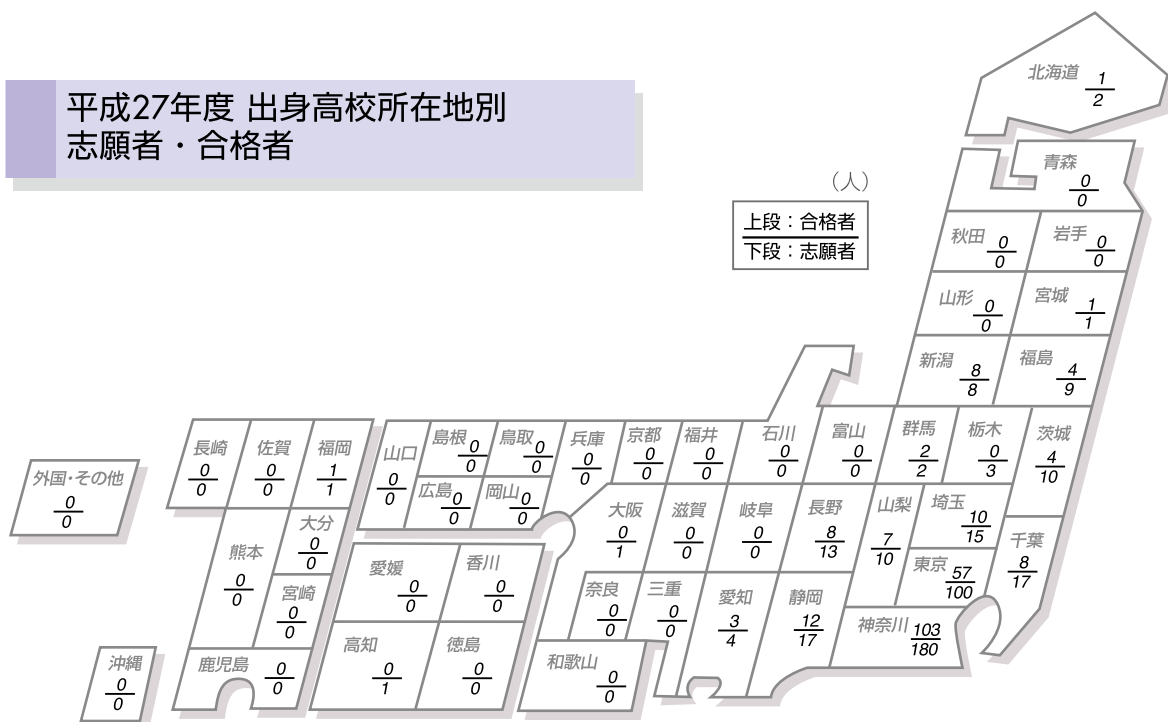 平成27年度 出身高校所在地別
志願者・合格者
（人）
上段：合格者
下段：志願者
北海道
1
2
青森
0
0
秋田
0
0
岩手
0
0
山形
0
0
宮城
1
1
新潟
8
8
福島
4
9
長崎
0
0
佐賀
0
0
福岡
1
1
山口
0
0
島根
0
0
鳥取
0
0
兵庫
0
0
京都
0
0
福井
0
0
石川
0
0
富山
0
0
群馬
2
2
栃木
0
3
茨城
4
10
外国・その他
0
0
広島
0
0
岡山
0
0
大阪
0
1
滋賀
0
0
岐阜
0
0
長野
8
13
山梨
7
10
埼玉
10
15
千葉
8
17
東京
57
100
熊本
0
0
大分
0
0
宮崎
0
0
愛媛
0
0
香川
0
0
奈良
0
0
三重
0
0
愛知
3
4
静岡
12
17
神奈川
103
180
沖縄
0
0
鹿児島
0
0
高知
0
1
徳島
0
0
和歌山
0
0